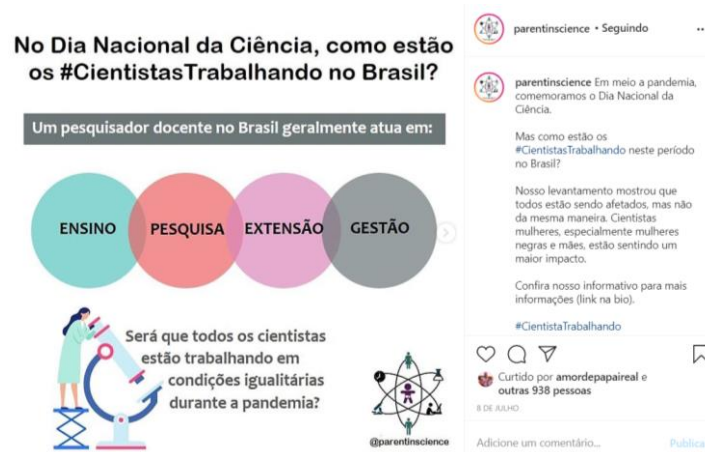 No Dia Nacional da Ciência, como estão
os #CientistasTrabalhando no Brasil?
Um pesquisador docente no Brasil geralmente atua em:
ENSINO
PESQUISA
EXTENSÃO
GESTÃO
Será que todos os cientistas
estão trabalhando em
condições igualitárias
durante a pandemia?
@parentinscience
parentinscience • Seguindo
parentinscience Em meio a pandemia,
comemoramos o Dia Nacional da
Ciência.
Mas como estão os
#CientistasTrabalhando neste período
no Brasil?
Nosso levantamento mostrou que
todos estão sendo afetados, mas não
da mesma maneira. Cientistas
mulheres, especialmente mulheres
negras e mães, estão sentindo um
maior impacto.
Confira nosso informativo para mais
informações (link na bio).
#CientistaTrabalhando
Curtido por amordepapaireal e
outras 938 pessoas
8 DE JULHO
Adicione um comentário... Publica